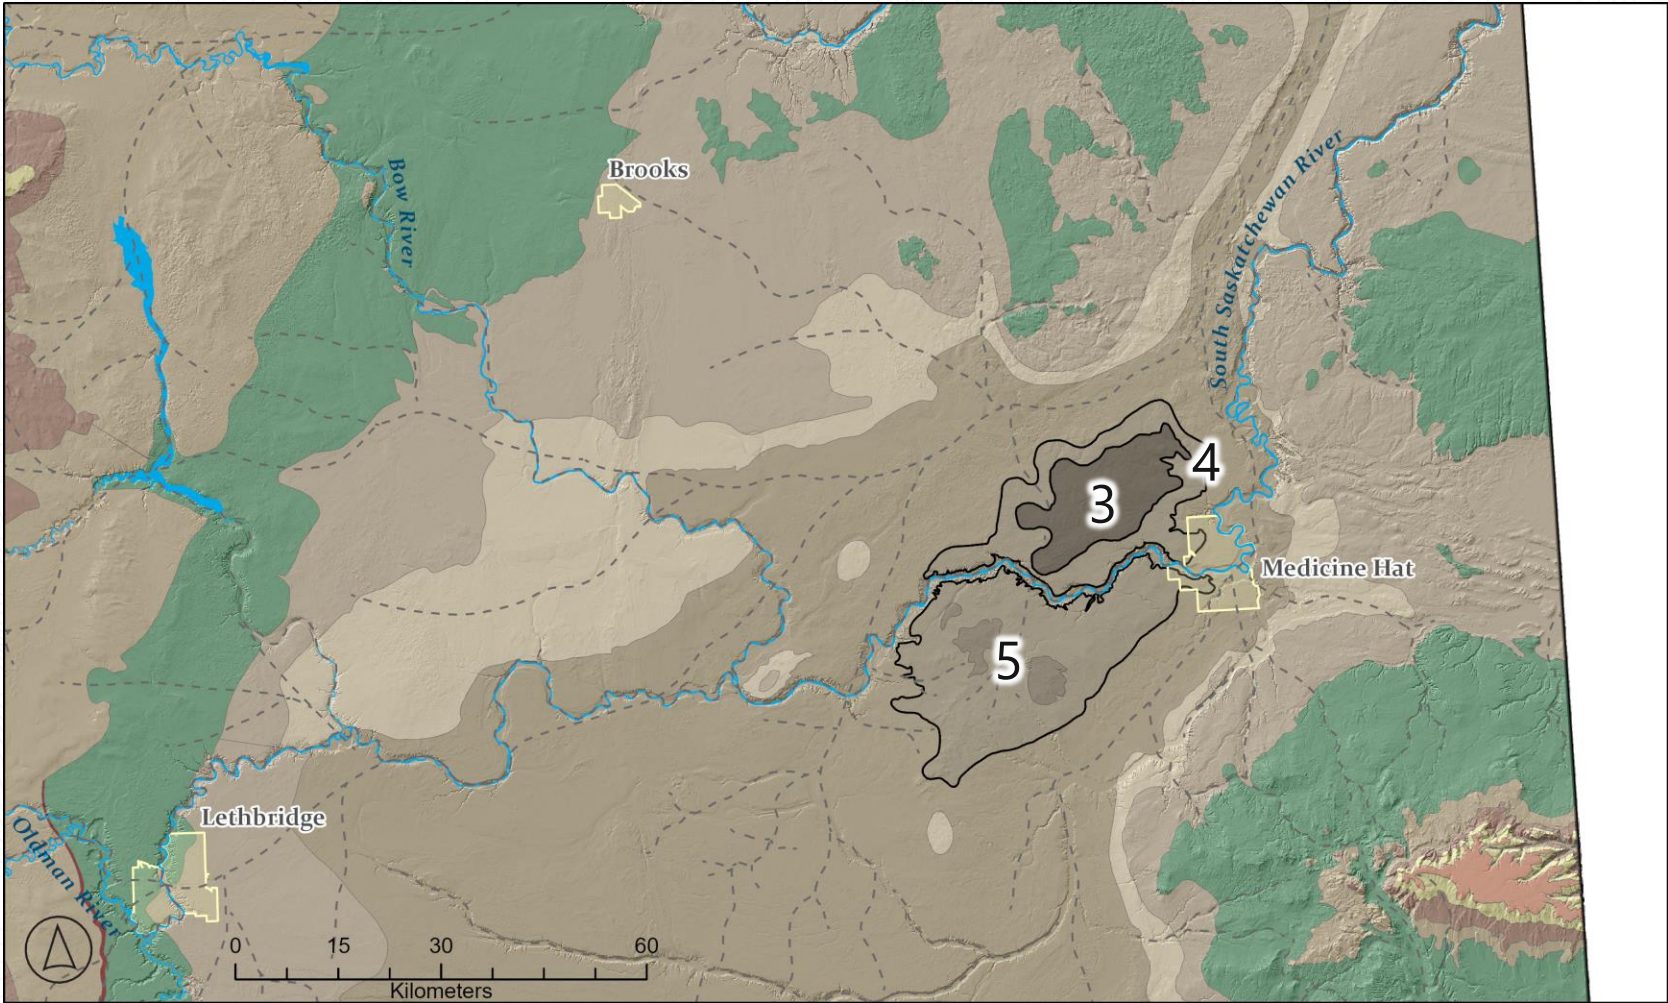 Brooks
Bow River
South Saskatchewan River
4
3
Medicine Hat
5
Lethbridge
Oldman River
0 15 30 60
Kilometers